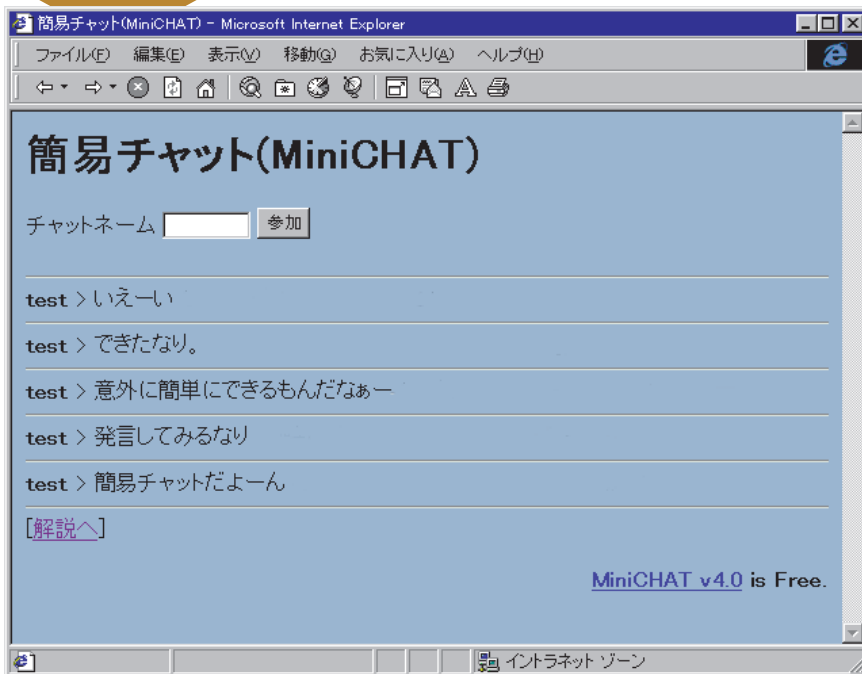 簡易チャット(MiniCHAT) - Microsoft Internet Explorer
ファイル(F) 編集(E) 表示(V) 移動(G) お気に入り(A) ヘルプ(H)
簡易チャット(MiniCHAT)
チャットネーム 参加
test > いえーい
test > できたなり。
test > 意外に簡単にできるもんだなぁー
test > 発言してみるなり
test > 簡易チャットだよーん
[解説へ]
MiniCHAT v4.0 is Free.
イントラネット ゾーン